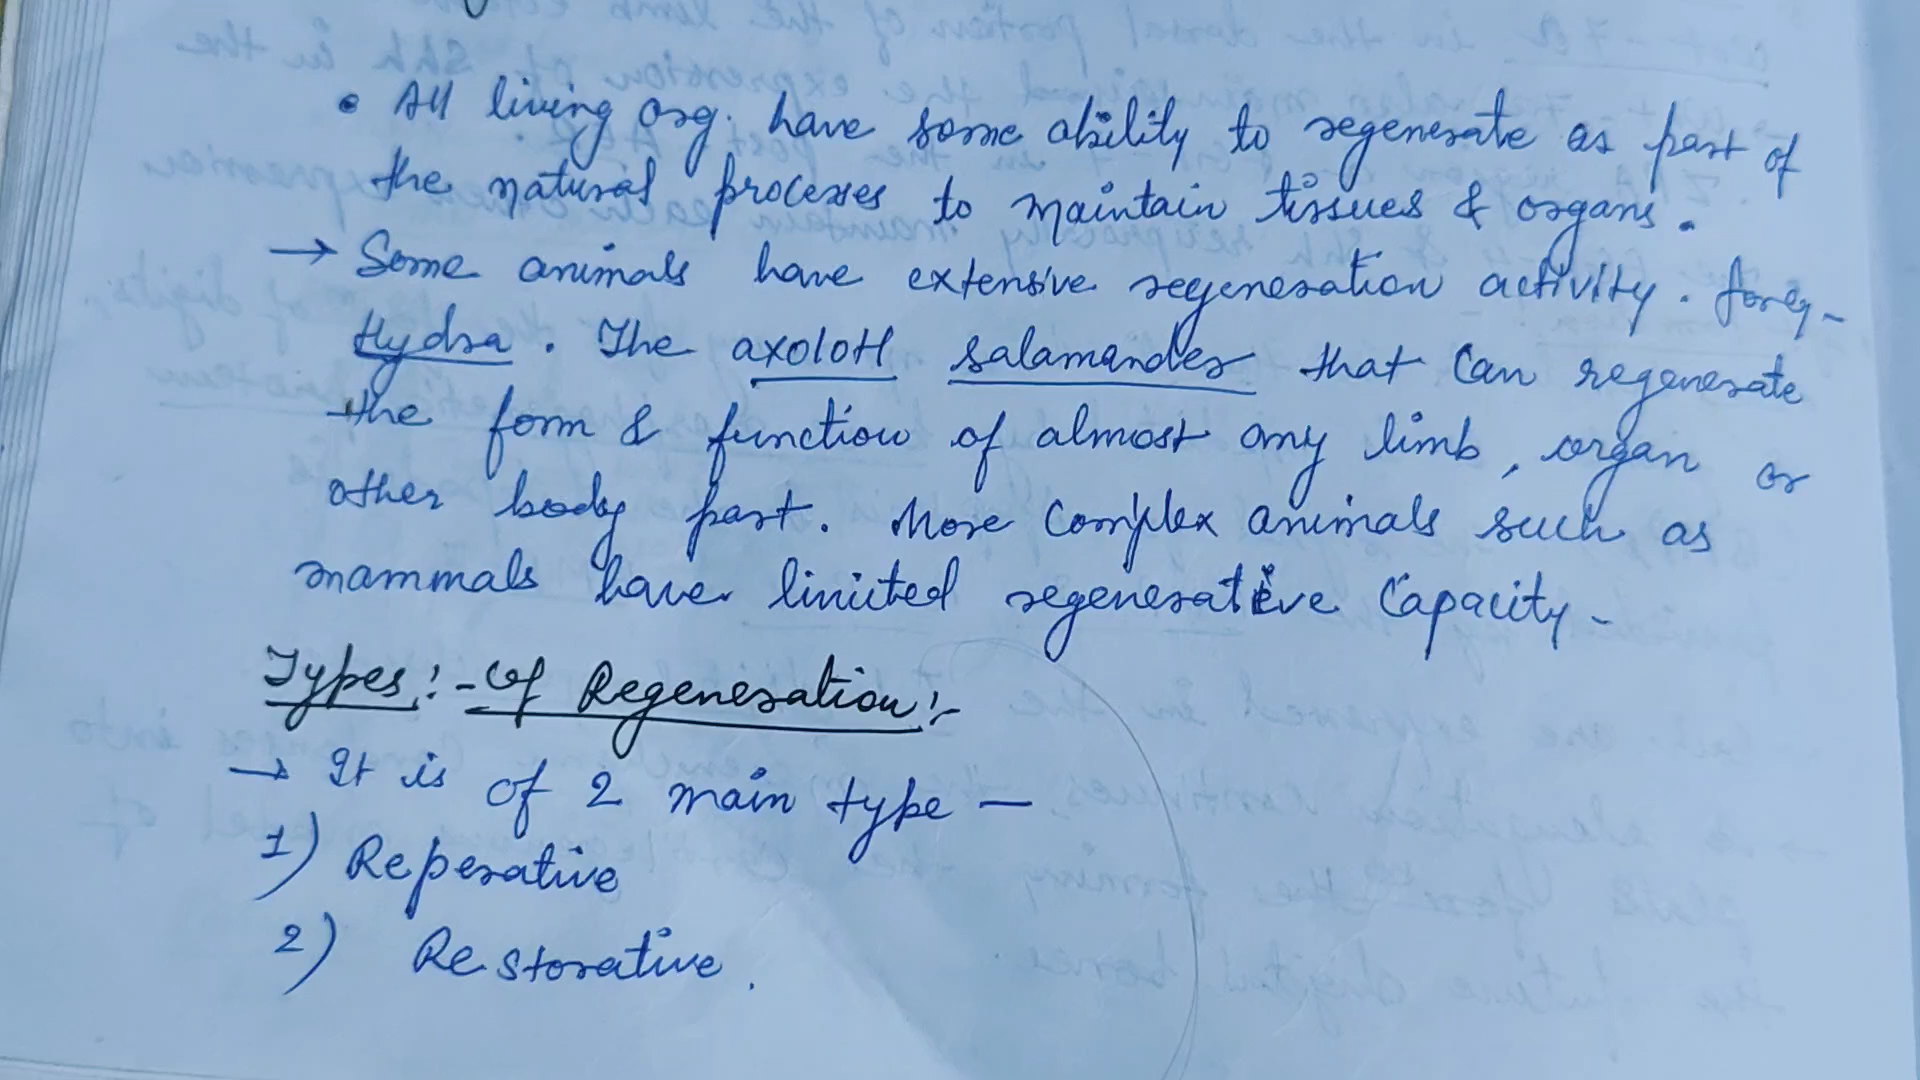 • All living org. have some ability to regenerate as part of
the natural processes to maintain tissues & organs.
→ Some animals have extensive regeneration activity. for eg-
Hydra. The axolotl salamander that can regenerate
the form & function of almost any limb, organ or
other body part. More complex animals such as
mammals have limited regenerative capacity-
Types:- of Regeneration:-
→ It is of 2 main type —
1) Reperative
2) Restorative.